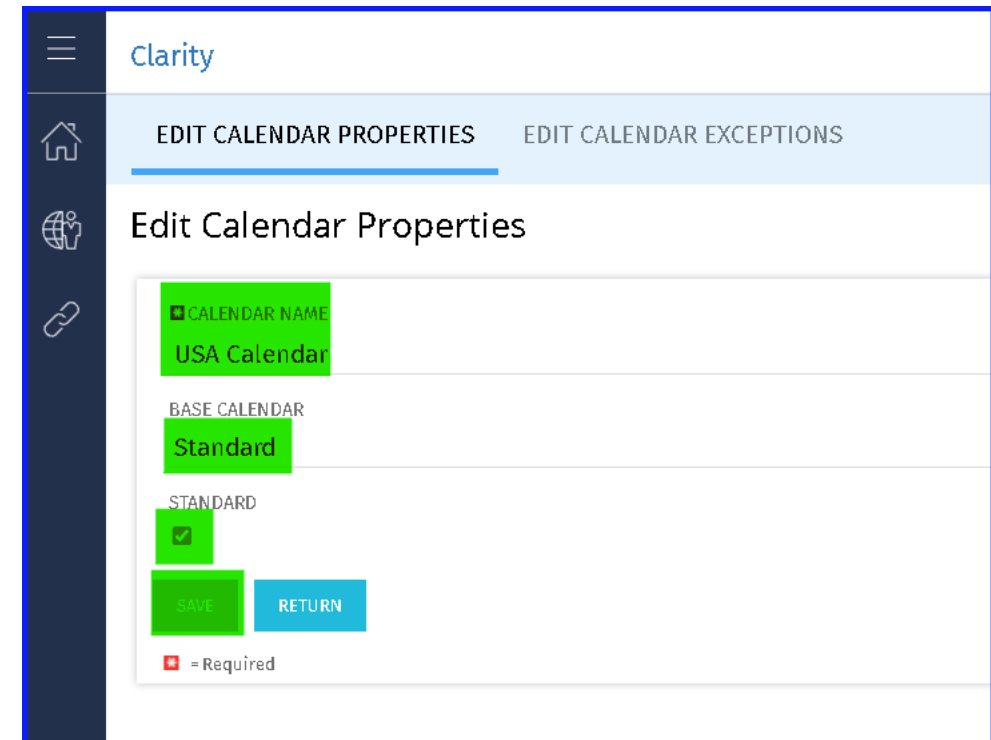 Clarity
EDIT CALENDAR PROPERTIES EDIT CALENDAR EXCEPTIONS
Edit Calendar Properties
CALENDAR NAME
USA Calendar
BASE CALENDAR
Standard
STANDARD
SAVE RETURN
= Required